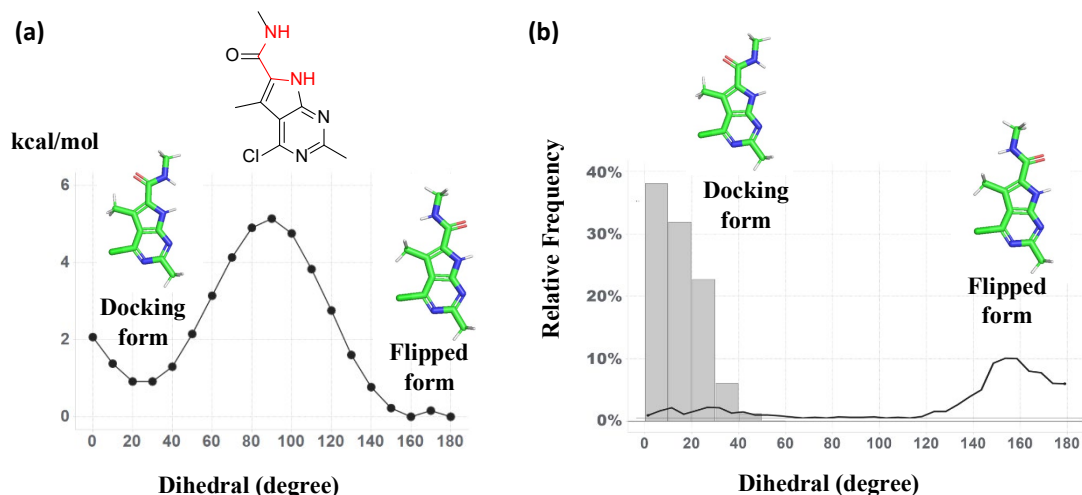 (a)
NH
O
NH
N
Cl
N
kcal/mol
6
4
2
0
Docking
form
Flipped
form
0 20 40 60 80 100 120 140 160 180
Dihedral (degree)
(b)
Relative Frequency
40%
30%
20%
10%
0%
Docking
form
Flipped
form
0 20 40 60 80 100 120 140 160 180
Dihedral (degree)